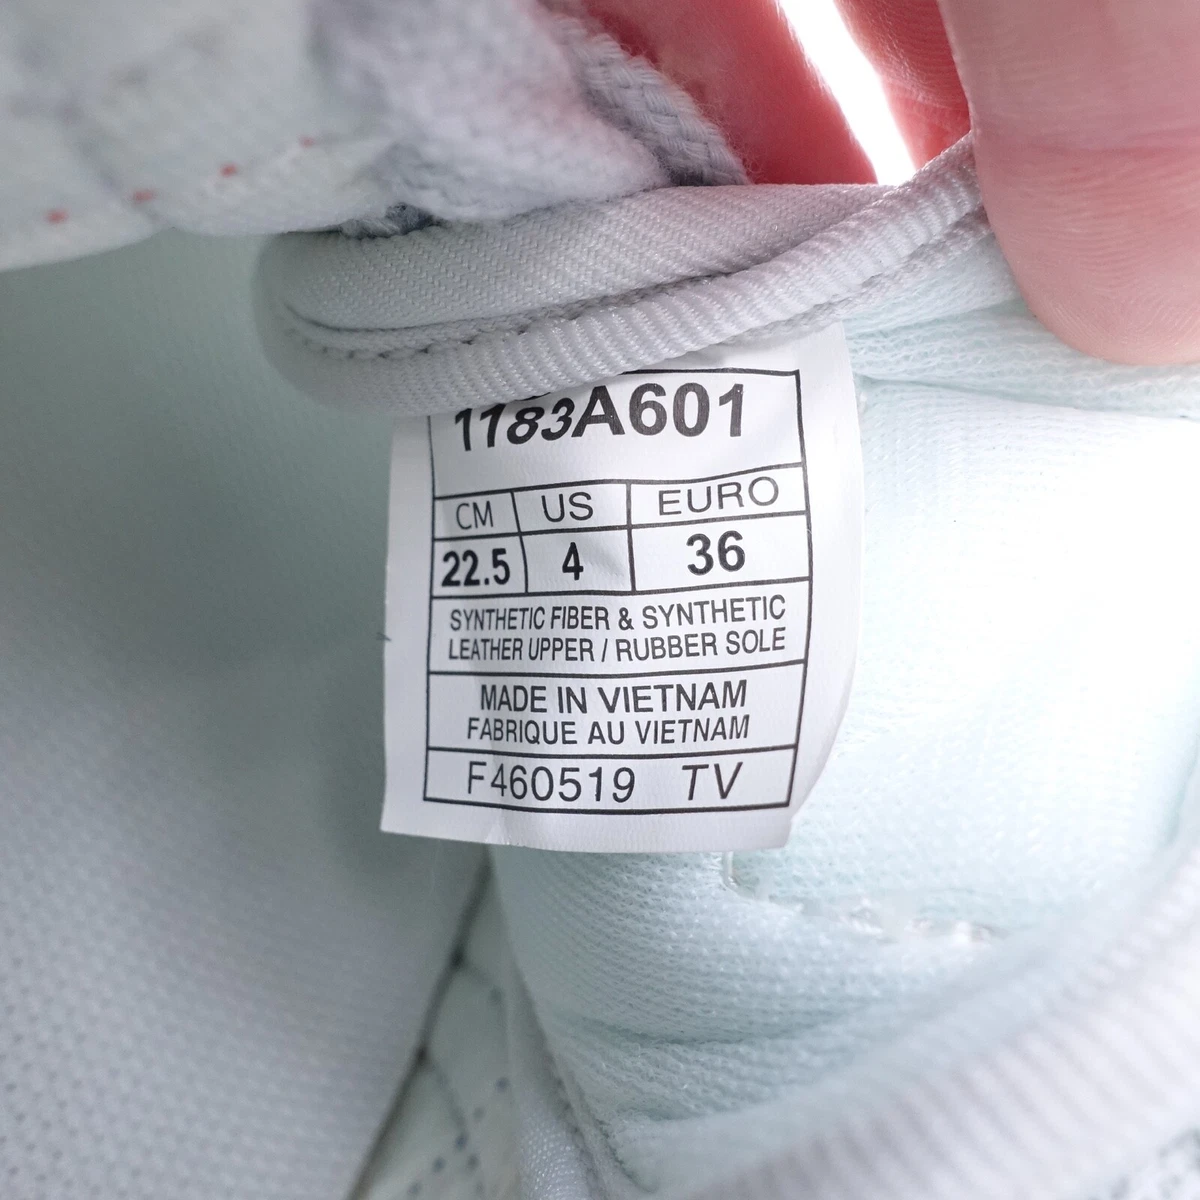 1183A601
CM US EURO
22.5 4 36
SYNTHETIC FIBER & SYNTHETIC
LEATHER UPPER / RUBBER SOLE
MADE IN VIETNAM
FABRIQUE AU VIETNAM
F460519 TV